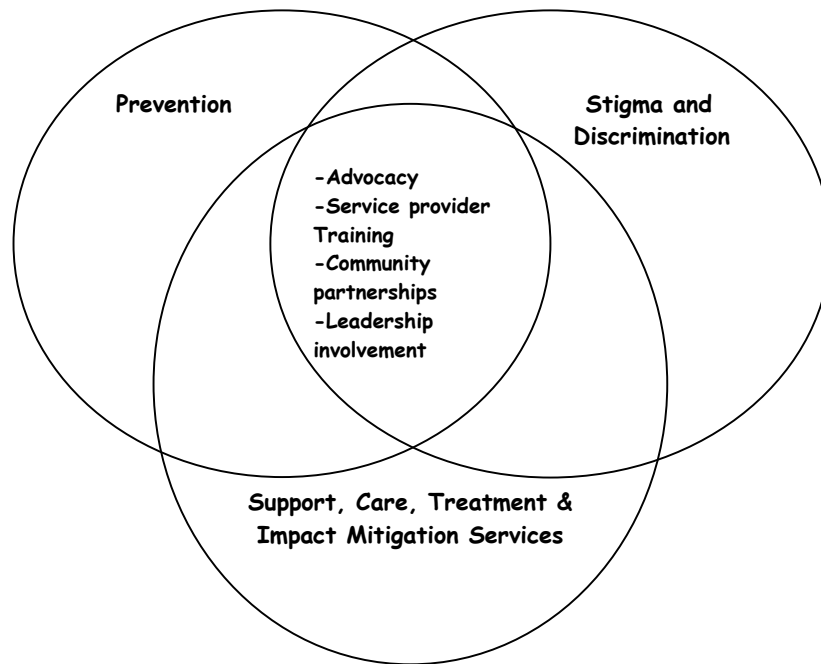 Prevention
Stigma and
Discrimination
-Advocacy
-Service provider
Training
-Community
partnerships
-Leadership
involvement
Support, Care, Treatment &
Impact Mitigation Services